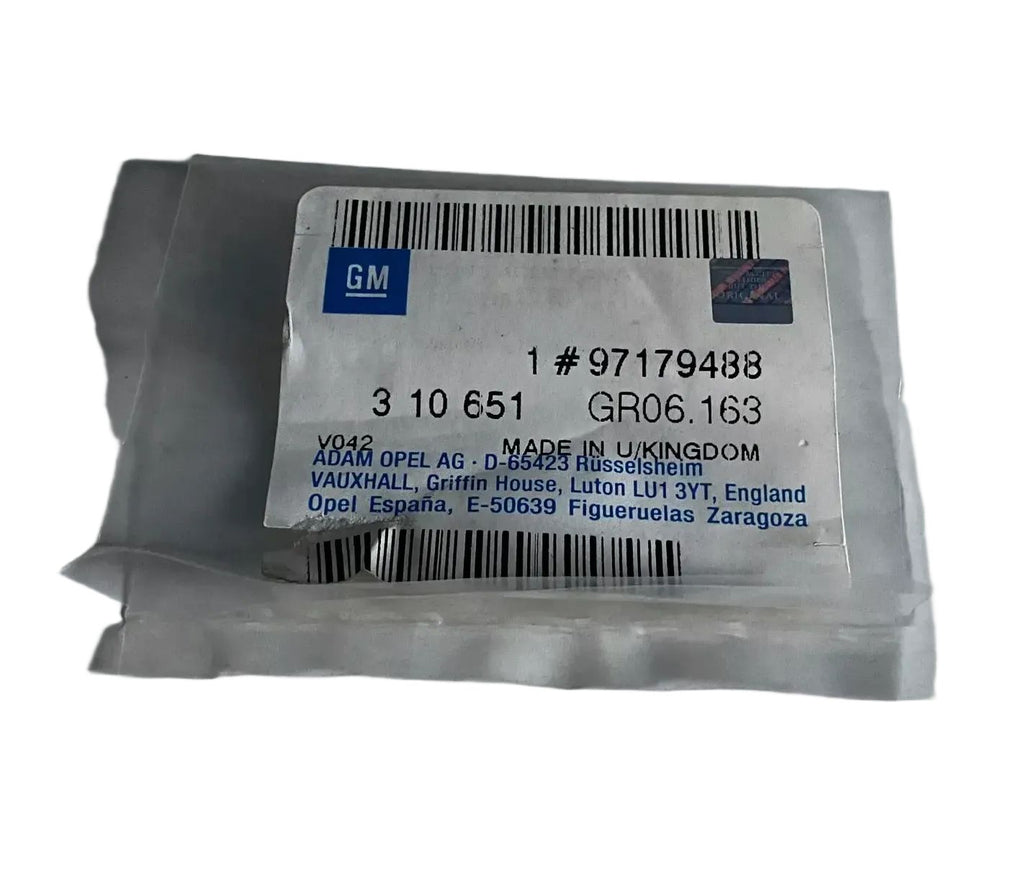 GM
ORIGINAL
1 # 97179488
3 10 651 GR06.163
V042 MADE IN U/KINGDOM
ADAM OPEL AG · D-65423 Rüsselsheim
VAUXHALL, Griffin House, Luton LU1 3YT, England
Opel España, E-50639 Figueruelas Zaragoza